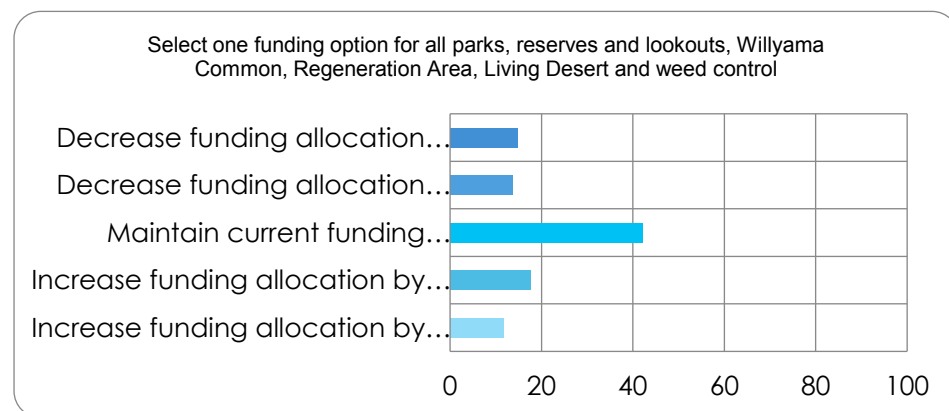 Select one funding option for all parks, reserves and lookouts, Willyama
Common, Regeneration Area, Living Desert and weed control
Decrease funding allocation...
Decrease funding allocation...
Maintain current funding...
Increase funding allocation by...
Increase funding allocation by...
0 20 40 60 80 100